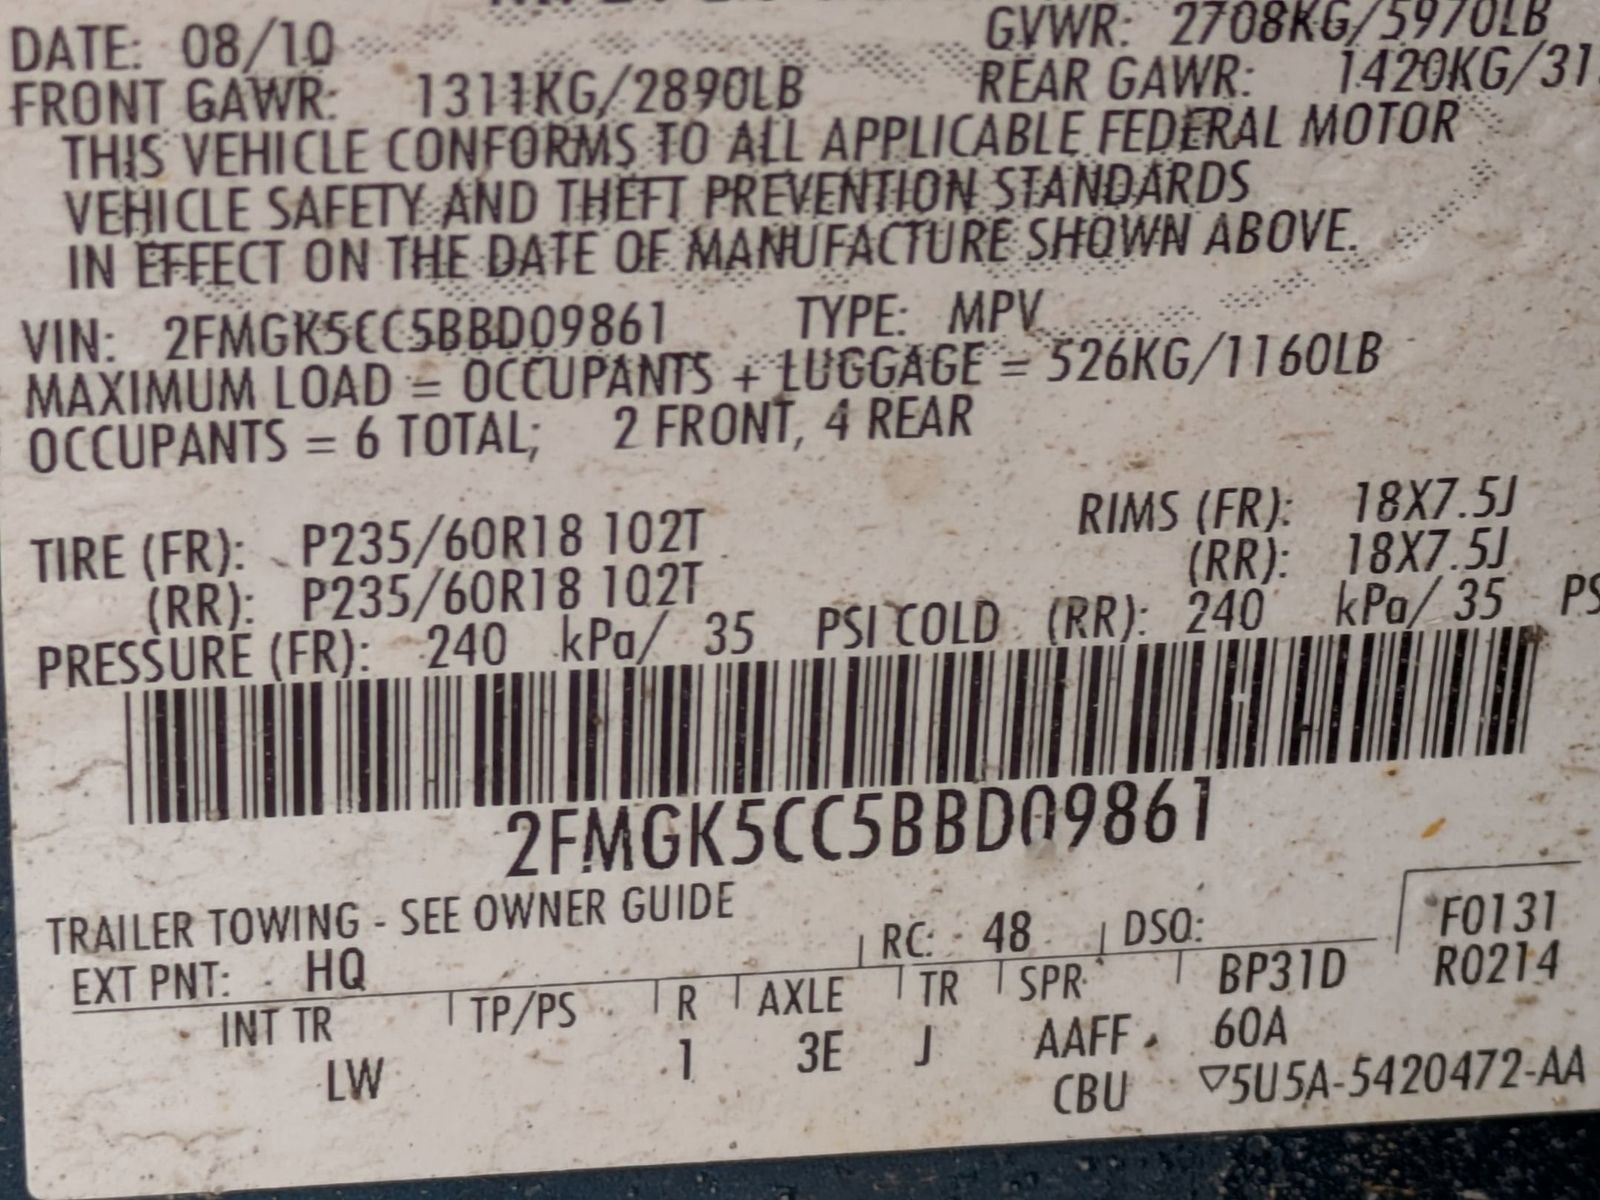 DATE: 08/10 GVWR: 2708KG/5970LB
FRONT GAWR: 1311KG/2890LB REAR GAWR: 1420KG/31
THIS VEHICLE CONFORMS TO ALL APPLICABLE FEDERAL MOTOR
VEHICLE SAFETY AND THEFT PREVENTION STANDARDS
IN EFFECT ON THE DATE OF MANUFACTURE SHOWN ABOVE.
VIN: 2FMGK5CC5BBD09861 TYPE: MPV
MAXIMUM LOAD = OCCUPANTS + LUGGAGE = 526KG/1160LB
OCCUPANTS = 6 TOTAL; 2 FRONT, 4 REAR
TIRE (FR): P235/60R18 102T RIMS (FR): 18X7.5J
(RR): P235/60R18 102T (RR): 18X7.5J
PRESSURE (FR): 240 kPa/ 35 PSI COLD (RR): 240 kPa/ 35 PS
2FMGK5CC5BBD09861
TRAILER TOWING - SEE OWNER GUIDE
EXT PNT: HQ RC: 48 DSO: F0131
INT TR TP/PS R AXLE TR SPR BP31D R0214
LW 1 3E J AAFF 60A
CBU ▽5U5A-5420472-AA